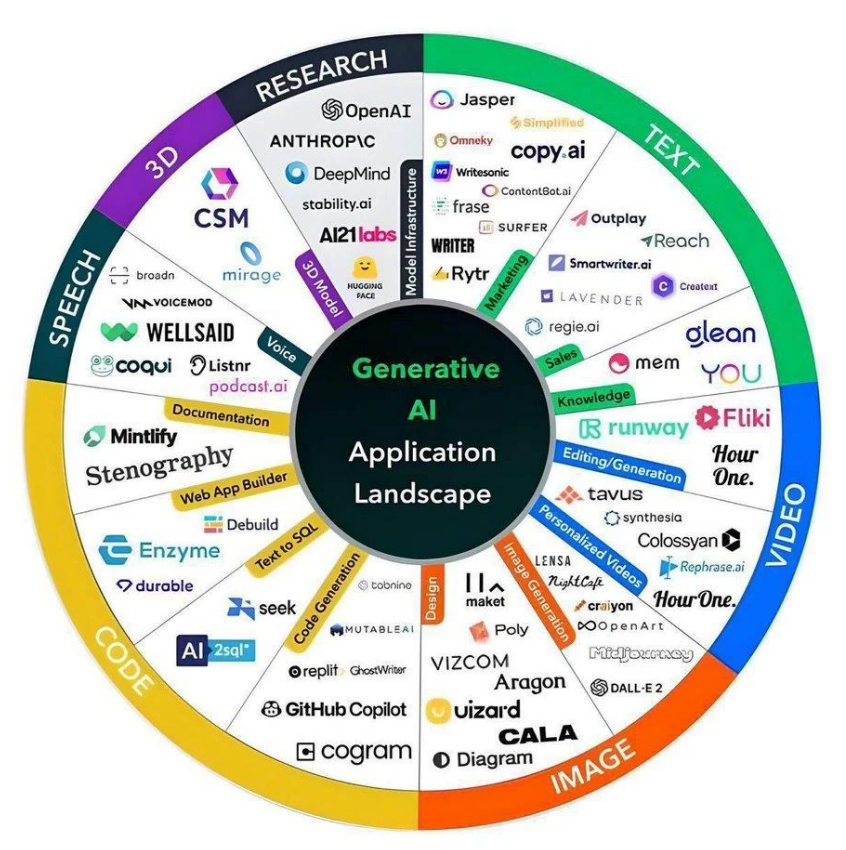 Generative
AI
Application
Landscape
RESEARCH
Model Infrastructure
OpenAI
ANTHROP\C
DeepMind
stability.ai
AI21labs
HUGGING
FACE
TEXT
Marketing
Jasper
Simplified
Omneky
copy.ai
W3 Writesonic
ContentBot.ai
frase
SURFER
WRITER
Rytr
Sales
Outplay
Reach
Smartwriter.ai
Creatext
LAVENDER
regie.ai
Knowledge
glean
mem
YOU
VIDEO
Editing/Generation
runway
Fliki
Hour
One.
Personalized Videos
tavus
synthesia
Colossyan
Rephrase.ai
HourOne.
IMAGE
Image Generation
LENSA
NightCafe
craiyon
OpenArt
Midjourney
DALL·E 2
Design
maket
Poly
VIZCOM
Aragon
uizard
CALA
Diagram
CODE
Code Generation
tabnine
MUTABLEAI
replit GhostWriter
GitHub Copilot
cogram
Text to SQL
seek
AI 2sql
Web App Builder
Debuild
Enzyme
durable
Documentation
Mintlify
Stenography
SPEECH
Voice
broadn
VOICEMOD
WELLSAID
coqui
Listnr
podcast.ai
3D
3D Model
CSM
mirage